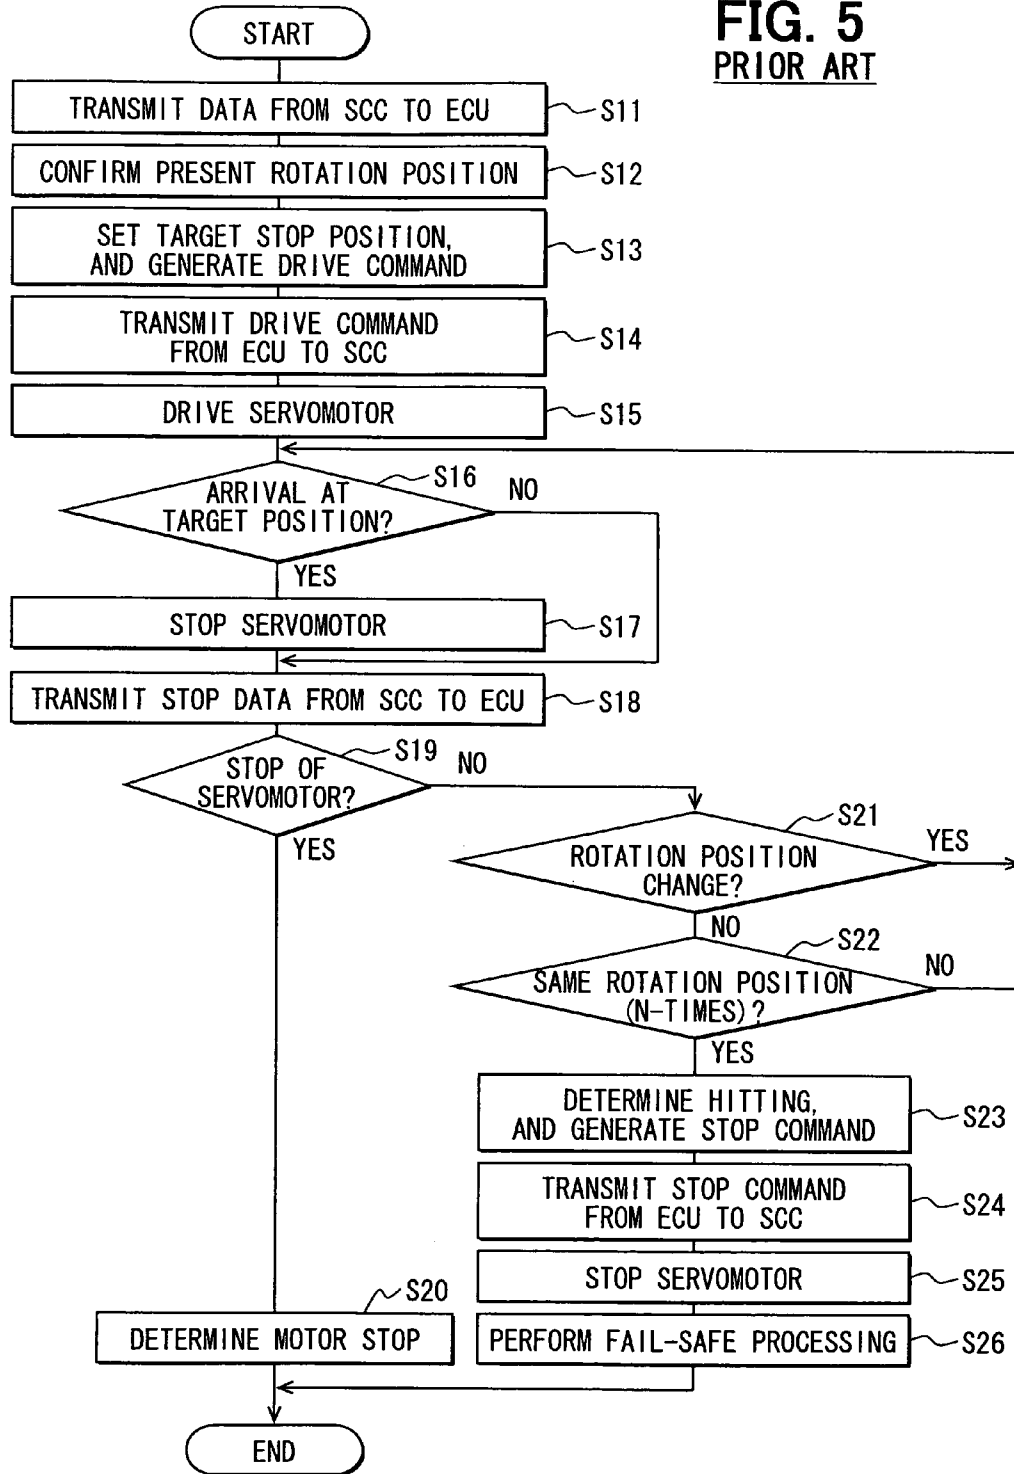 FIG. 5
PRIOR ART
START
TRANSMIT DATA FROM SCC TO ECU
S11
CONFIRM PRESENT ROTATION POSITION
S12
SET TARGET STOP POSITION,
AND GENERATE DRIVE COMMAND
S13
TRANSMIT DRIVE COMMAND
FROM ECU TO SCC
S14
DRIVE SERVOMOTOR
S15
S16
ARRIVAL AT
TARGET POSITION?
NO
YES
STOP SERVOMOTOR
S17
TRANSMIT STOP DATA FROM SCC TO ECU
S18
S19
STOP OF
SERVOMOTOR?
NO
YES
S21
ROTATION POSITION
CHANGE?
YES
NO
S22
SAME ROTATION POSITION
(N-TIMES)?
NO
YES
DETERMINE HITTING,
AND GENERATE STOP COMMAND
S23
TRANSMIT STOP COMMAND
FROM ECU TO SCC
S24
STOP SERVOMOTOR
S25
S20
DETERMINE MOTOR STOP
PERFORM FAIL-SAFE PROCESSING
S26
END